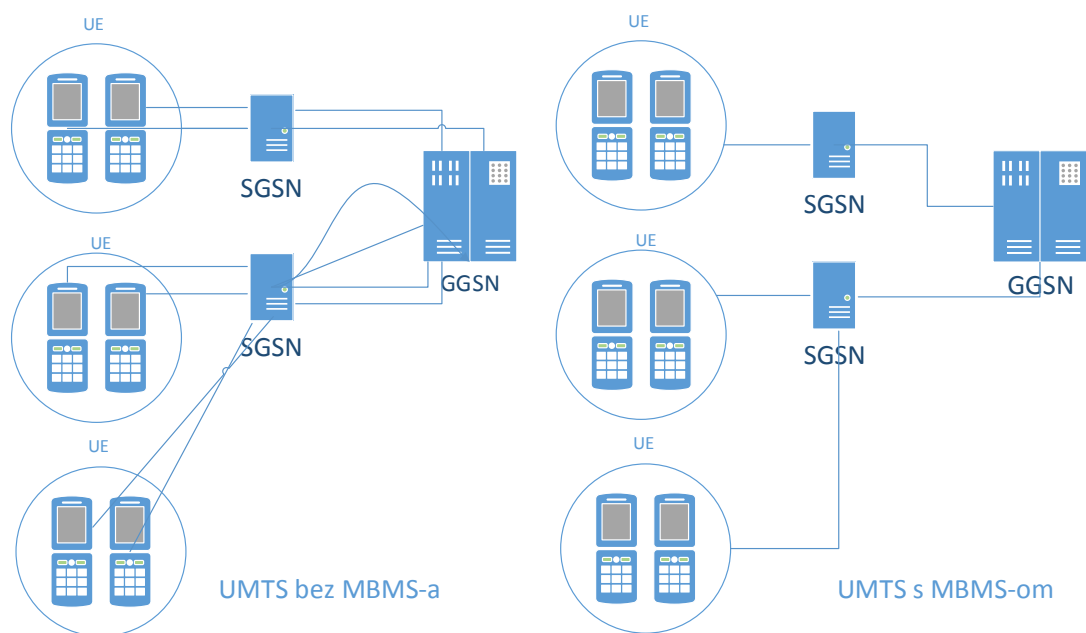 UE
SGSN
UE
SGSN
GGSN
UE
UMTS bez MBMS-a
UE
SGSN
UE
SGSN
GGSN
UE
UMTS s MBMS-om